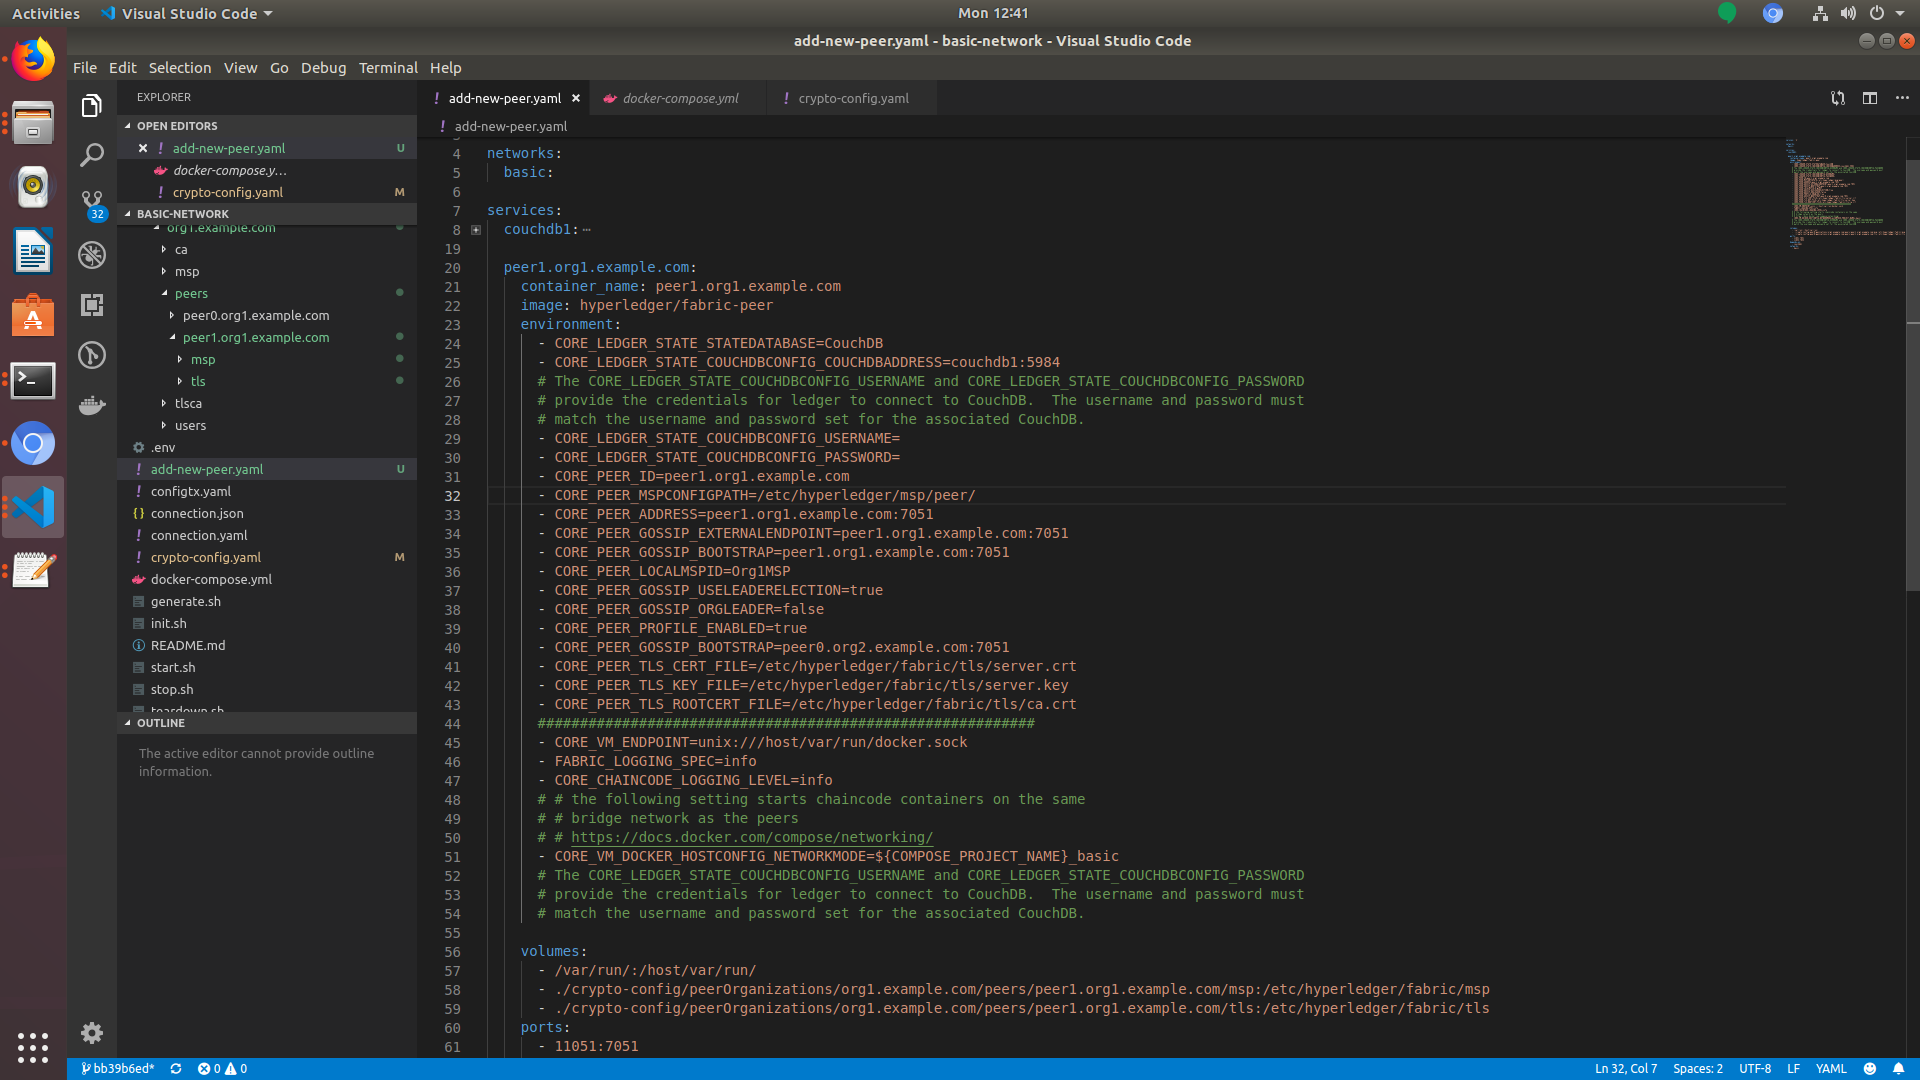 Activities
Visual Studio Code
Mon 12:41
add-new-peer.yaml - basic-network - Visual Studio Code
File Edit Selection View Go Debug Terminal Help
EXPLORER
OPEN EDITORS
add-new-peer.yaml U
docker-compose.y...
crypto-config.yaml M
32
BASIC-NETWORK
org1.example.com
ca
msp
peers
peer0.org1.example.com
peer1.org1.example.com
msp
tls
tlsca
users
.env
add-new-peer.yaml U
configtx.yaml
connection.json
connection.yaml
crypto-config.yaml M
docker-compose.yml
generate.sh
init.sh
README.md
start.sh
stop.sh
teardown.sh
OUTLINE
The active editor cannot provide outline
information.
add-new-peer.yaml docker-compose.yml crypto-config.yaml
add-new-peer.yaml
4 networks:
5 basic:
6
7 services:
8 couchdb1:
19
20 peer1.org1.example.com:
21 container_name: peer1.org1.example.com
22 image: hyperledger/fabric-peer
23 environment:
24 - CORE_LEDGER_STATE_STATEDATABASE=CouchDB
25 - CORE_LEDGER_STATE_COUCHDBCONFIG_COUCHDBADDRESS=couchdb1:5984
26 # The CORE_LEDGER_STATE_COUCHDBCONFIG_USERNAME and CORE_LEDGER_STATE_COUCHDBCONFIG_PASSWORD
27 # provide the credentials for ledger to connect to CouchDB.  The username and password must
28 # match the username and password set for the associated CouchDB.
29 - CORE_LEDGER_STATE_COUCHDBCONFIG_USERNAME=
30 - CORE_LEDGER_STATE_COUCHDBCONFIG_PASSWORD=
31 - CORE_PEER_ID=peer1.org1.example.com
32 - CORE_PEER_MSPCONFIGPATH=/etc/hyperledger/msp/peer/
33 - CORE_PEER_ADDRESS=peer1.org1.example.com:7051
34 - CORE_PEER_GOSSIP_EXTERNALENDPOINT=peer1.org1.example.com:7051
35 - CORE_PEER_GOSSIP_BOOTSTRAP=peer1.org1.example.com:7051
36 - CORE_PEER_LOCALMSPID=Org1MSP
37 - CORE_PEER_GOSSIP_USELEADERELECTION=true
38 - CORE_PEER_GOSSIP_ORGLEADER=false
39 - CORE_PEER_PROFILE_ENABLED=true
40 - CORE_PEER_GOSSIP_BOOTSTRAP=peer0.org2.example.com:7051
41 - CORE_PEER_TLS_CERT_FILE=/etc/hyperledger/fabric/tls/server.crt
42 - CORE_PEER_TLS_KEY_FILE=/etc/hyperledger/fabric/tls/server.key
43 - CORE_PEER_TLS_ROOTCERT_FILE=/etc/hyperledger/fabric/tls/ca.crt
44 ###########################################################
45 - CORE_VM_ENDPOINT=unix:///host/var/run/docker.sock
46 - FABRIC_LOGGING_SPEC=info
47 - CORE_CHAINCODE_LOGGING_LEVEL=info
48 # # the following setting starts chaincode containers on the same
49 # # bridge network as the peers
50 # # https://docs.docker.com/compose/networking/
51 - CORE_VM_DOCKER_HOSTCONFIG_NETWORKMODE=${COMPOSE_PROJECT_NAME}_basic
52 # The CORE_LEDGER_STATE_COUCHDBCONFIG_USERNAME and CORE_LEDGER_STATE_COUCHDBCONFIG_PASSWORD
53 # provide the credentials for ledger to connect to CouchDB.  The username and password must
54 # match the username and password set for the associated CouchDB.
55
56 volumes:
57 - /var/run/:/host/var/run/
58 - ./crypto-config/peerOrganizations/org1.example.com/peers/peer1.org1.example.com/msp:/etc/hyperledger/fabric/msp
59 - ./crypto-config/peerOrganizations/org1.example.com/peers/peer1.org1.example.com/tls:/etc/hyperledger/fabric/tls
60 ports:
61 - 11051:7051
bb39b6ed* 0 0 Ln 32, Col 7 Spaces: 2 UTF-8 LF YAML